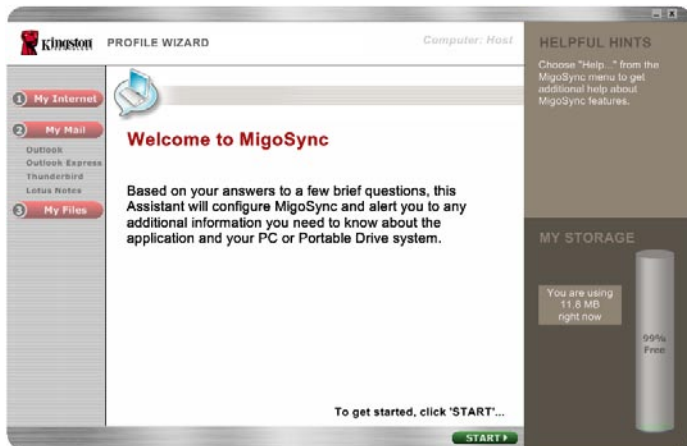 Kingston
TECHNOLOGY
PROFILE WIZARD
Computer: Host
1 My Internet
2 My Mail
Outlook
Outlook Express
Thunderbird
Lotus Notes
3 My Files
Welcome to MigoSync
Based on your answers to a few brief questions, this
Assistant will configure MigoSync and alert you to any
additional information you need to know about the
application and your PC or Portable Drive system.
To get started, click 'START'...
START
HELPFUL HINTS
Choose "Help..." from the
MigoSync menu to get
additional help about
MigoSync features.
MY STORAGE
You are using
11.8 MB
right now
99%
Free